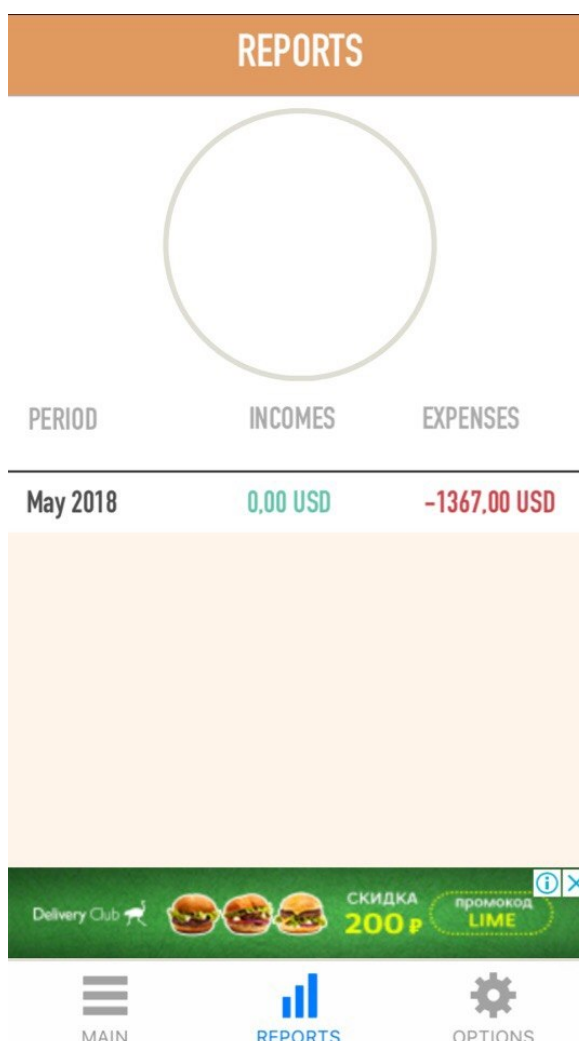 REPORTS
PERIOD INCOMES EXPENSES
May 2018 0,00 USD -1367,00 USD
Delivery Club
СКИДКА
200 ₽
промокод
LIME
MAIN REPORTS OPTIONS